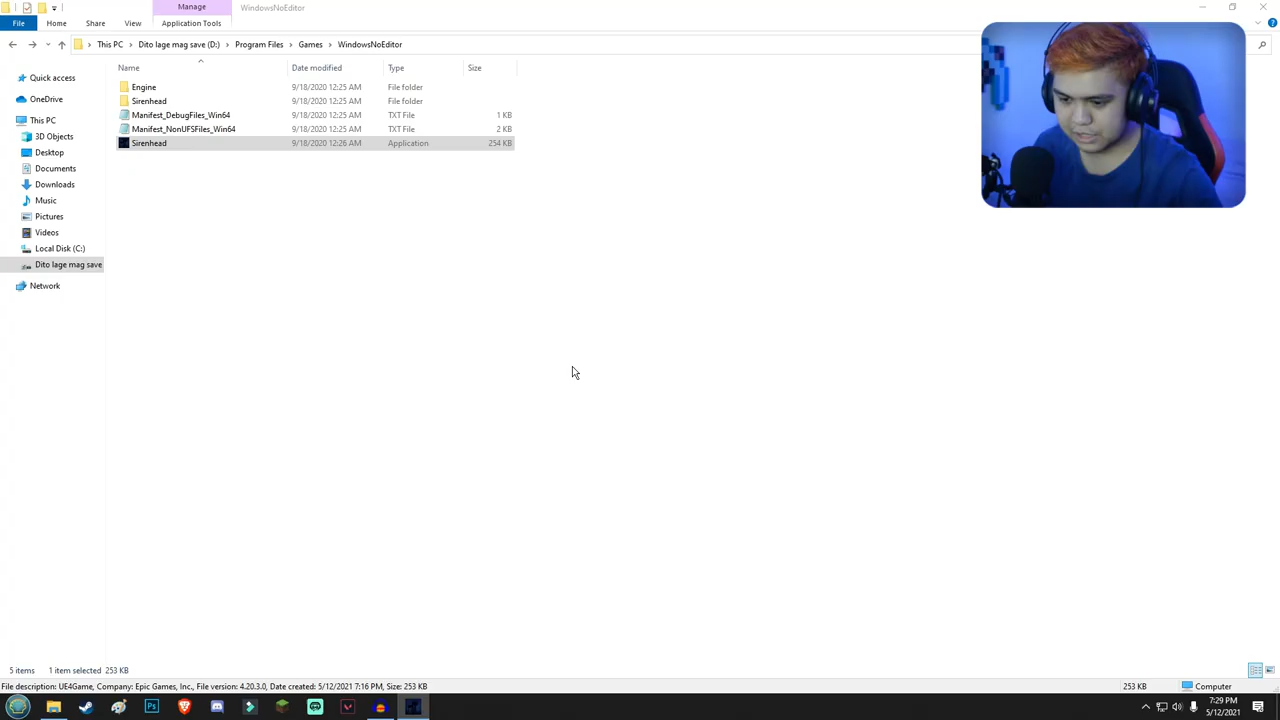 Manage
WindowsNoEditor
File
Home
Share
View
Application Tools
This PC
Dito lage mag save (D:)
Program Files
Games
WindowsNoEditor
Name
Date modified
Type
Size
Quick access
OneDrive
This PC
3D Objects
Desktop
Documents
Downloads
Music
Pictures
Videos
Local Disk (C:)
Dito lage mag save
Network
Engine 9/18/2020 12:25 AM File folder
Sirenhead 9/18/2020 12:25 AM File folder
Manifest_DebugFiles_Win64 9/18/2020 12:25 AM TXT File 1 KB
Manifest_NonUFSFiles_Win64 9/18/2020 12:25 AM TXT File 2 KB
Sirenhead 9/18/2020 12:26 AM Application 254 KB
5 items 1 item selected 253 KB
File description: UE4Game, Company: Epic Games, Inc., File version: 4.20.3.0, Date created: 5/12/2021 7:16 PM, Size: 253 KB
253 KB
Computer
Ps
7:29 PM
5/12/2021